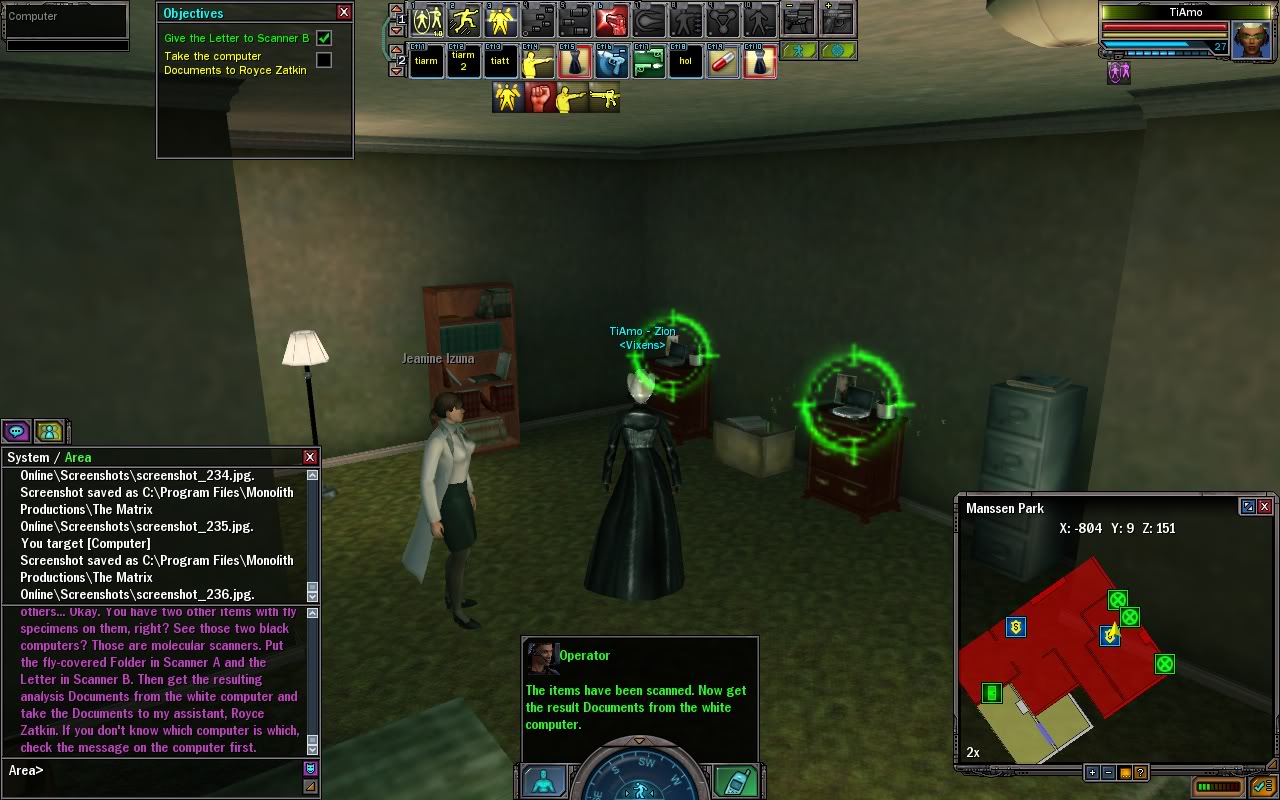 Computer
Objectives
Give the Letter to Scanner B
Take the computer
Documents to Royce Zatkin
1
2
Ctrl1
Ctrl2
Ctrl3
tiarm
tiarm
2
tiatt
hol
TiAmo
27
TiAmo - Zion
<Vixens>
Jeanine Izuna
System / Area
Online\Screenshots\screenshot_234.jpg.
Screenshot saved as C:\Program Files\Monolith
Productions\The Matrix
Online\Screenshots\screenshot_235.jpg.
You target [Computer]
Screenshot saved as C:\Program Files\Monolith
Productions\The Matrix
Online\Screenshots\screenshot_236.jpg.
others... Okay. You have two other items with fly
specimens on them, right? See those two black
computers? Those are molecular scanners. Put
the fly-covered Folder in Scanner A and the
Letter in Scanner B. Then get the resulting
analysis Documents from the white computer and
take the Documents to my assistant, Royce
Zatkin. If you don't know which computer is which,
check the message on the computer first.
Area>
Operator
The items have been scanned. Now get
the result Documents from the white
computer.
S
SW
W
SE
Manssen Park
X: -804 Y: 9 Z: 151
2x